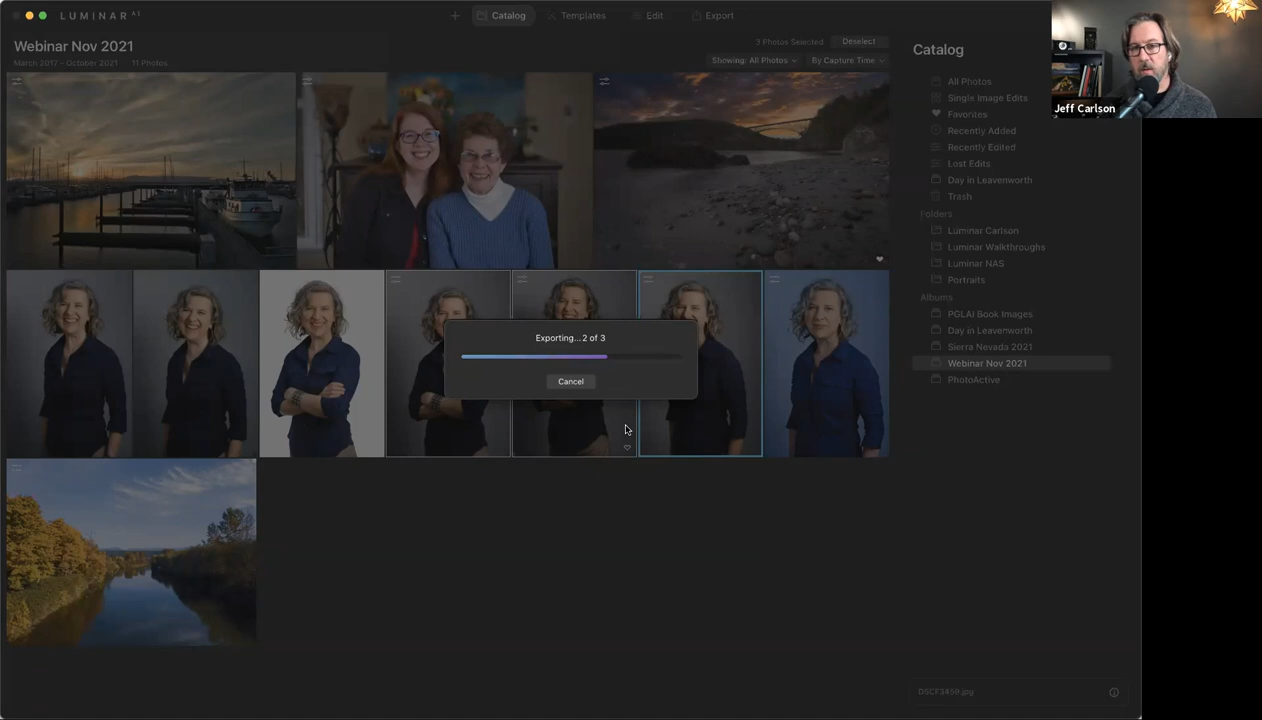 LUMINAR AI
+ Catalog Templates Edit Export
Webinar Nov 2021
March 2017 - October 2021 11 Photos
3 Photos Selected Deselect
Showing: All Photos By Capture Time
Catalog
All Photos
Single Image Edits
Favorites
Recently Added
Recently Edited
Lost Edits
Day in Leavenworth
Trash
Folders
Luminar Carlson
Luminar Walkthroughs
Luminar NAS
Portraits
Albums
PGLAI Book Images
Day in Leavenworth
Sierra Nevada 2021
Webinar Nov 2021
PhotoActive
Jeff Carlson
Exporting...2 of 3
Cancel
DSCF3459.jpg